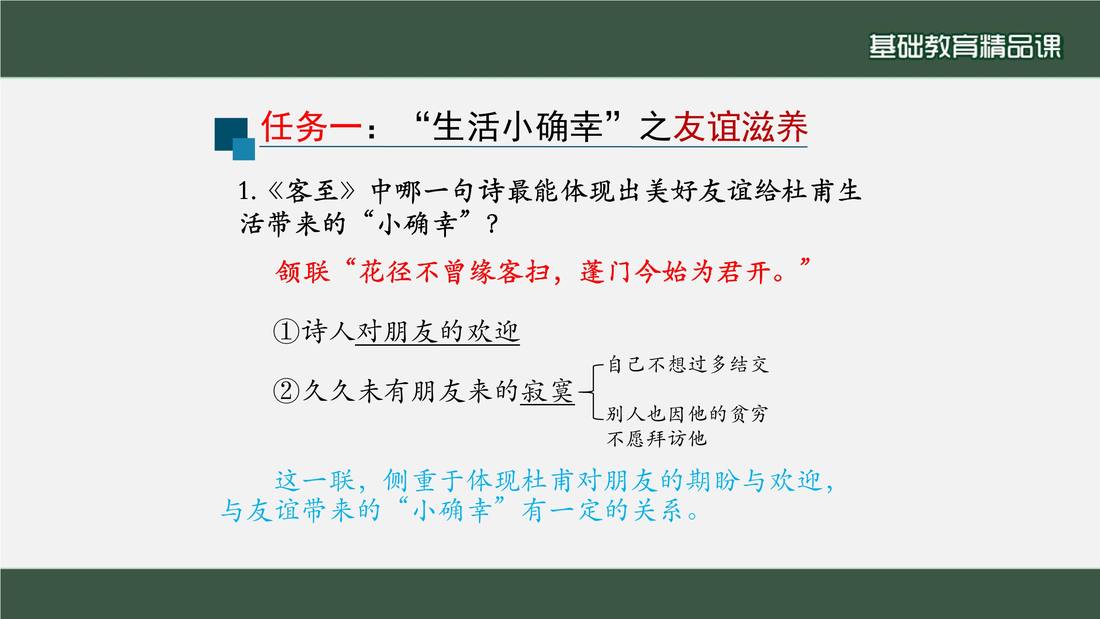 基础教育精品课
任务一：“生活小确幸”之友谊滋养
1.《客至》中哪一句诗最能体现出美好友谊给杜甫生
活带来的“小确幸”？
颔联“花径不曾缘客扫，蓬门今始为君开。”
①诗人对朋友的欢迎
②久久未有朋友来的寂寞
自己不想过多结交
别人也因他的贫穷
不愿拜访他
这一联，侧重于体现杜甫对朋友的期盼与欢迎，
与友谊带来的“小确幸”有一定的关系。